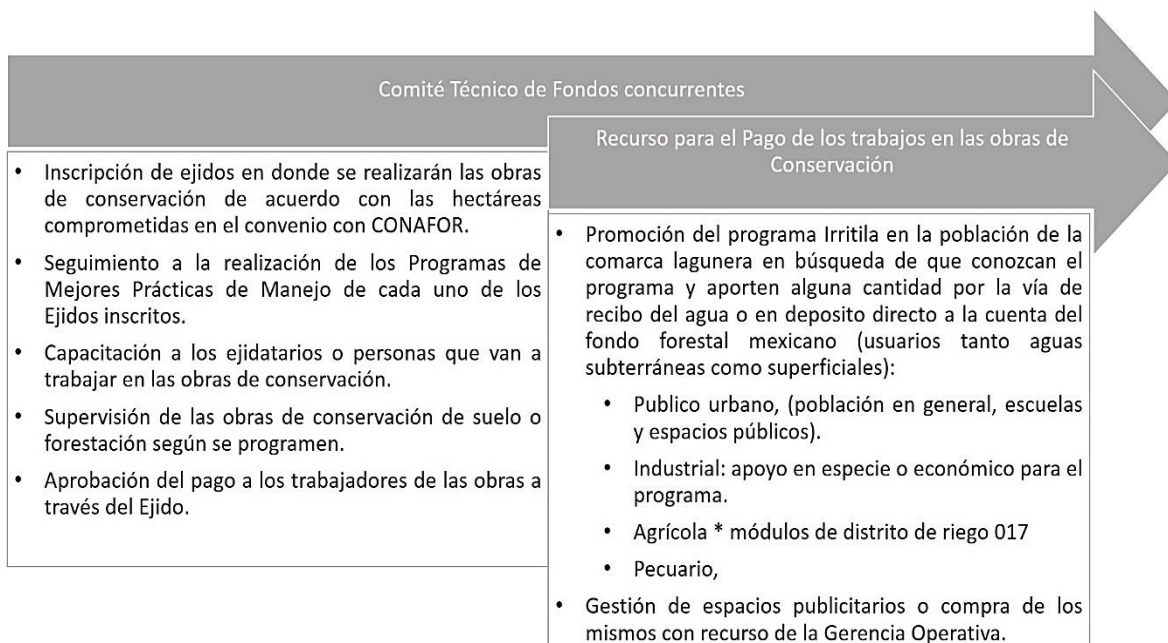 Comité Técnico de Fondos concurrentes
• Inscripción de ejidos en donde se realizarán las obras
de conservación de acuerdo con las hectáreas
comprometidas en el convenio con CONAFOR.
• Seguimiento a la realización de los Programas de
Mejores Prácticas de Manejo de cada uno de los
Ejidos inscritos.
• Capacitación a los ejidatarios o personas que van a
trabajar en las obras de conservación.
• Supervisión de las obras de conservación de suelo o
forestación según se programen.
• Aprobación del pago a los trabajadores de las obras a
través del Ejido.
Recurso para el Pago de los trabajos en las obras de
Conservación
• Promoción del programa Irritila en la población de la
comarca lagunera en búsqueda de que conozcan el
programa y aporten alguna cantidad por la vía de
recibo del agua o en deposito directo a la cuenta del
fondo forestal mexicano (usuarios tanto aguas
subterráneas como superficiales):
• Publico urbano, (población en general, escuelas
y espacios públicos).
• Industrial: apoyo en especie o económico para el
programa.
• Agrícola * módulos de distrito de riego 017
• Pecuario,
• Gestión de espacios publicitarios o compra de los
mismos con recurso de la Gerencia Operativa.